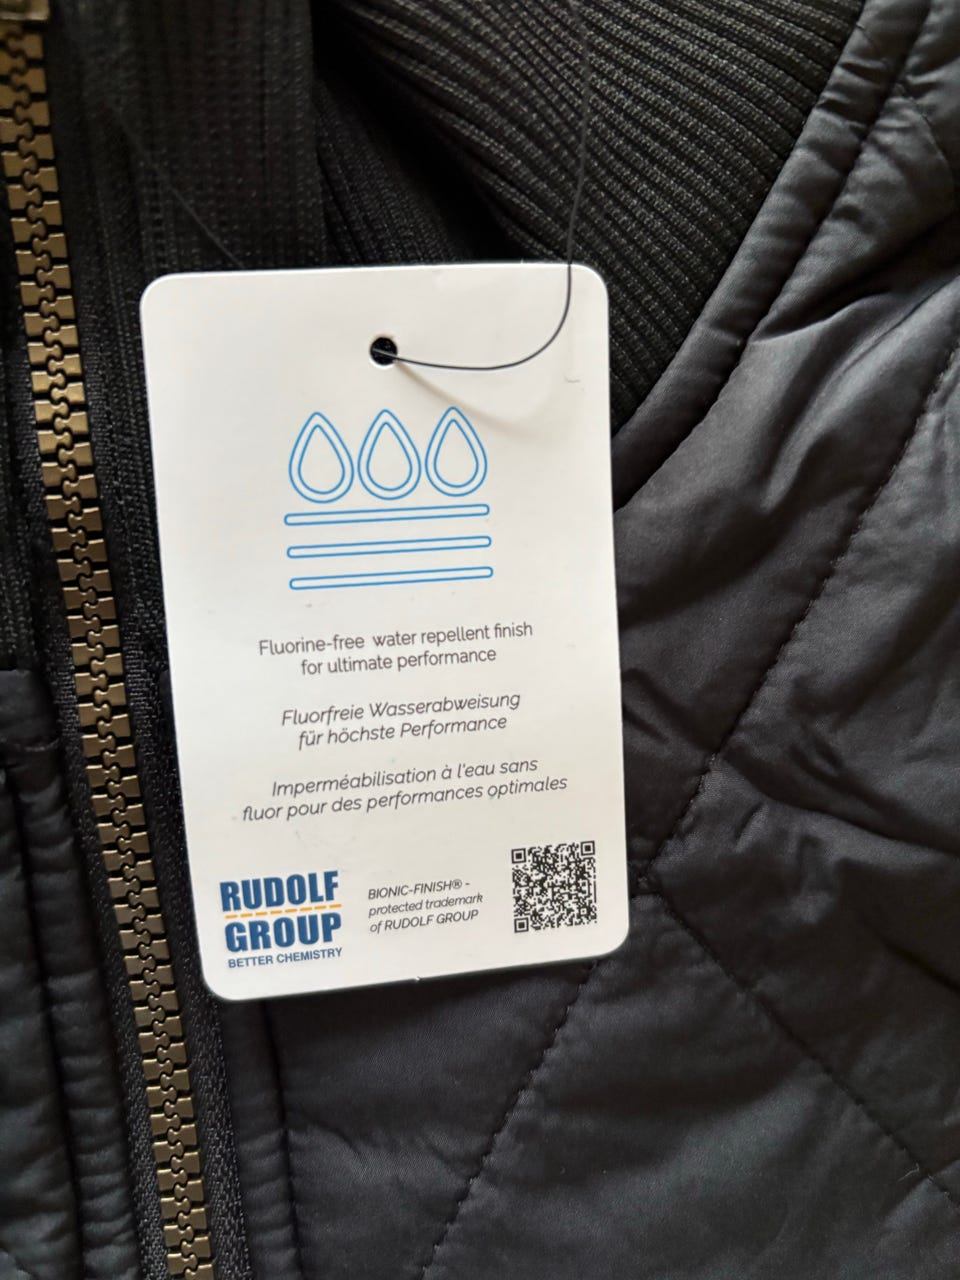 Fluorine-free water repellent finish
for ultimate performance
Fluorfreie Wasserabweisung
für höchste Performance
Imperméabilisation à l'eau sans
fluor pour des performances optimales
RUDOLF
GROUP
BETTER CHEMISTRY
BIONIC-FINISH® -
protected trademark
of RUDOLF GROUP